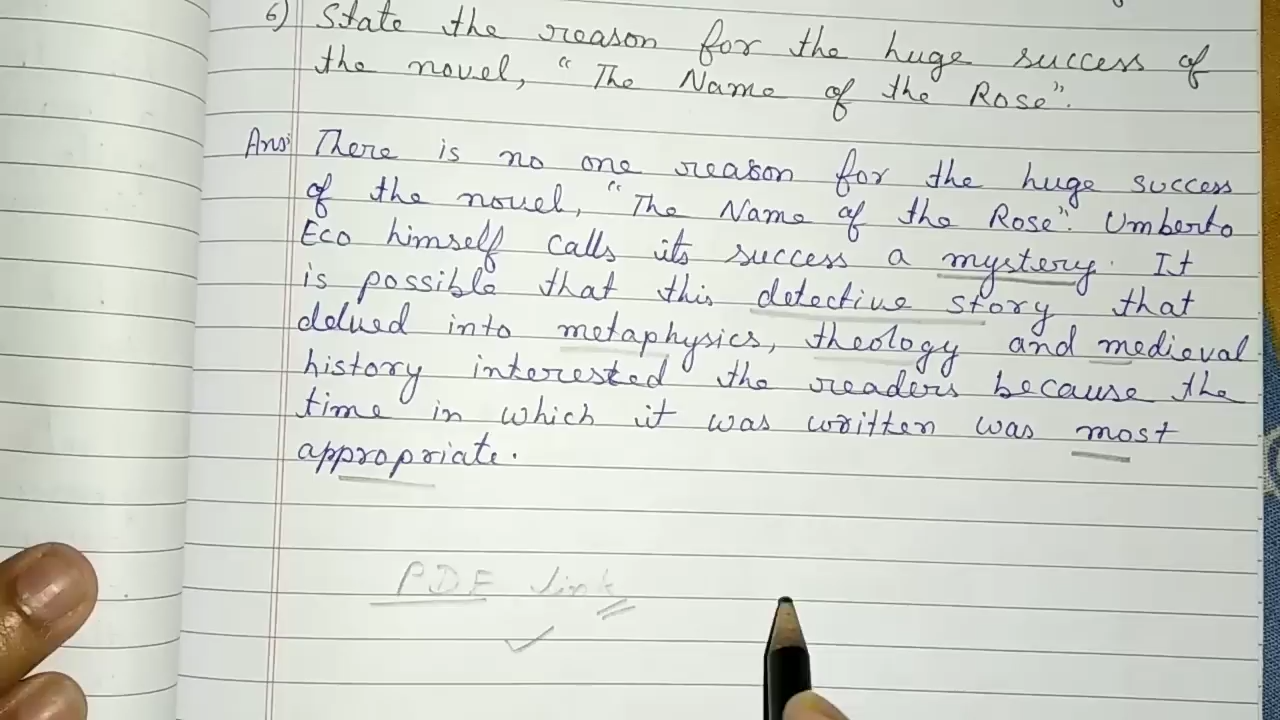 6) State the reason for the huge success of
the novel, "The Name of the Rose".
Ans: There is no one reason for the huge success
of the novel, "The Name of the Rose". Umberto
Eco himself calls its success a mystery. It
is possible that this detective story that
delved into metaphysics, theology and medieval
history interested the readers because the
time in which it was written was most
appropriate.
PDF link